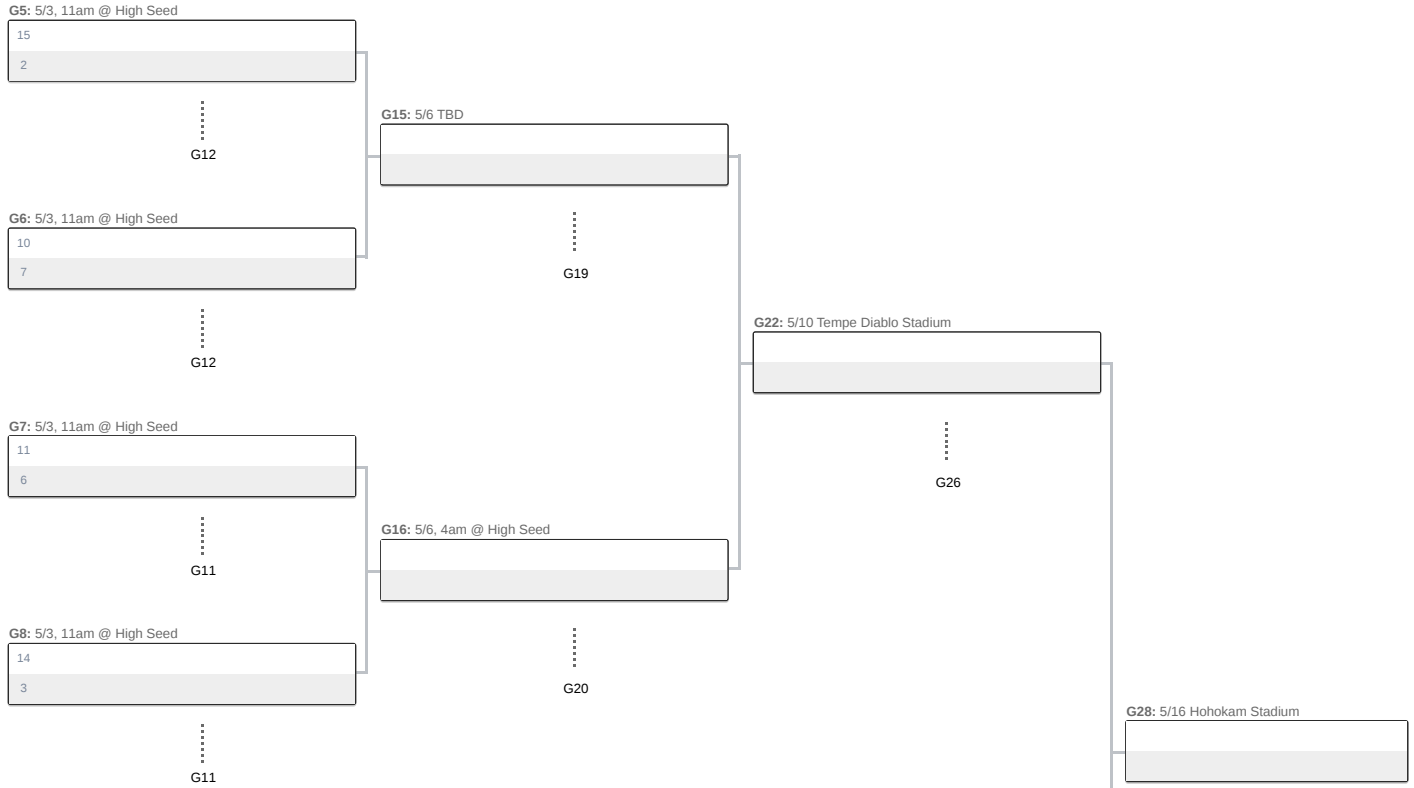 G5: 5/3, 11am @ High Seed
15
2
G12
G6: 5/3, 11am @ High Seed
10
7
G12
G7: 5/3, 11am @ High Seed
11
6
G11
G8: 5/3, 11am @ High Seed
14
3
G11
G15: 5/6 TBD
G19
G16: 5/6, 4am @ High Seed
G20
G22: 5/10 Tempe Diablo Stadium
G26
G28: 5/16 Hohokam Stadium